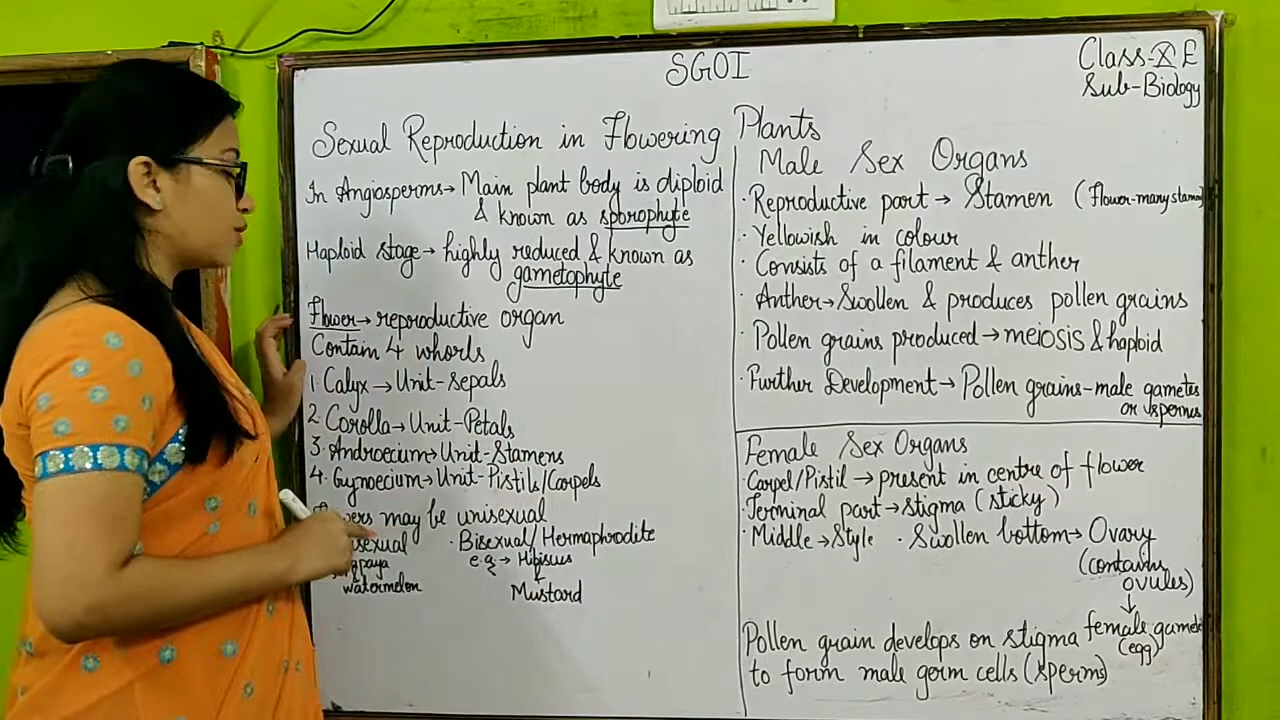 SGOI
Class-X E
Sub-Biology
Sexual Reproduction in Flowering Plants
In Angiosperms→ Main plant body is diploid
& known as sporophyte
Haploid stage→ highly reduced & known as
gametophyte
Flower→ reproductive organ
Contain 4 whorls
1. Calyx → Unit-Sepals
2. Corolla→ Unit-Petals
3. Androecium→ Unit-Stamens
4. Gynoecium→ Unit-Pistils/Carpels
may be unisexual
· Bisexual/Hermaphrodite
e.g → Hibiscus
watermelon
Mustard
Male Sex Organs
· Reproductive part → Stamen (Flower-many
· Yellowish in colour
· Consists of a filament & anther
· Anther→ Swollen & produces pollen grains
· Pollen grains produced → meiosis & haploid
· Further Development→ Pollen grains-male gametes
or sperms
Female Sex Organs
· Carpel/Pistil → present in centre of flower
· Terminal part → stigma (sticky)
· Middle → Style · Swollen bottom→ Ovary
(contains
ovules)
↓
female
(egg)
Pollen grain develops on stigma
to form male germ cells (sperms)